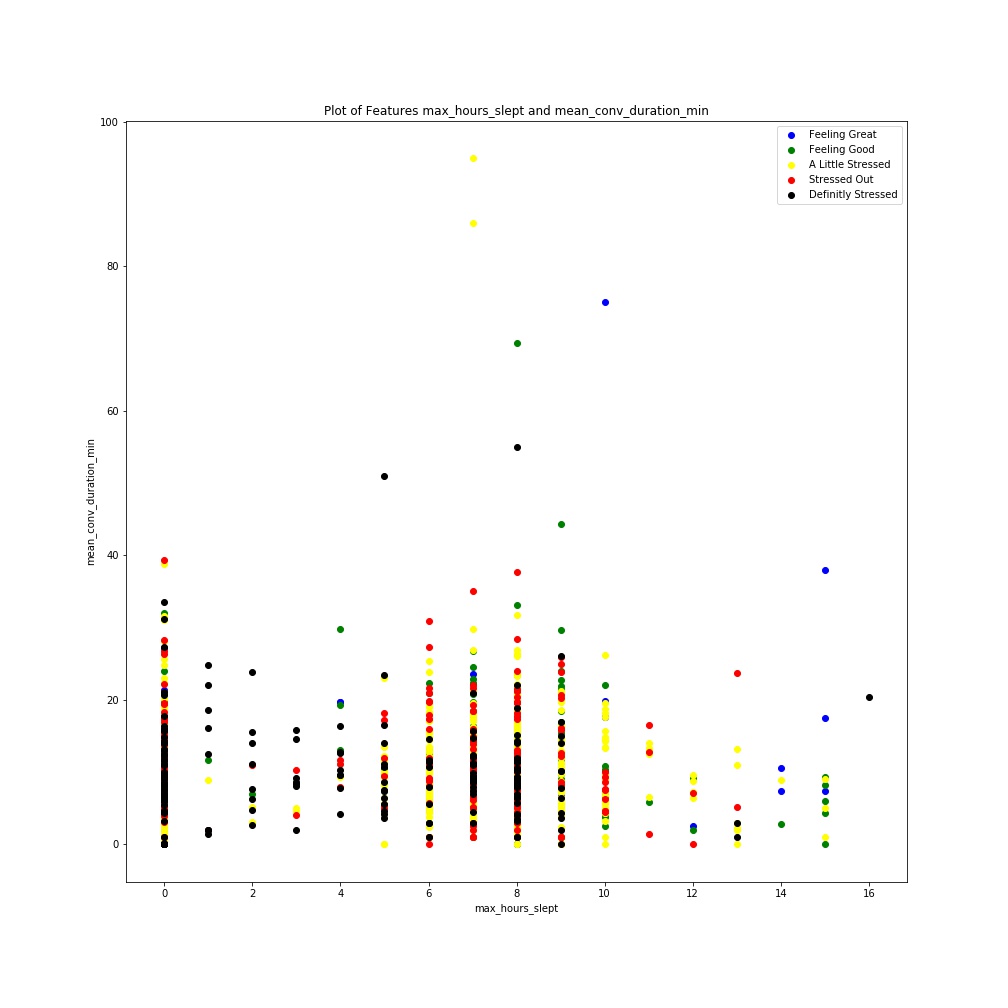 Plot of Features max_hours_slept and mean_conv_duration_min
Feeling Great
Feeling Good
A Little Stressed
Stressed Out
Definitly Stressed
mean_conv_duration_min
100
80
60
40
20
0
0 2 4 6 8 10 12 14 16
max_hours_slept